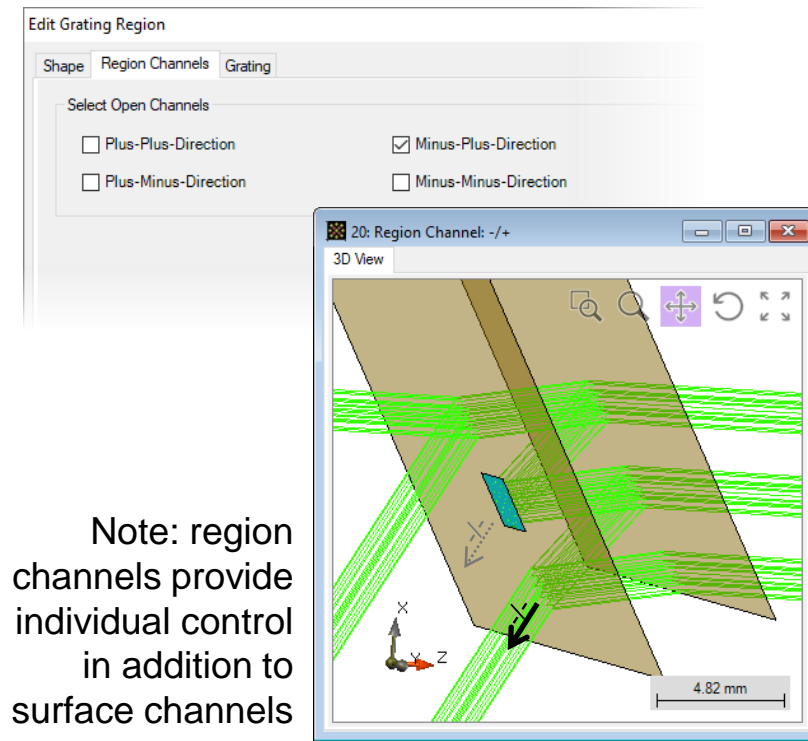 Edit Grating Region
Shape Region Channels Grating
Select Open Channels
Plus-Plus-Direction Minus-Plus-Direction
Plus-Minus-Direction Minus-Minus-Direction
20: Region Channel: -/+
3D View
Note: region
channels provide
individual control
in addition to
surface channels
-/-
-/-
X
Y Z
4.82 mm